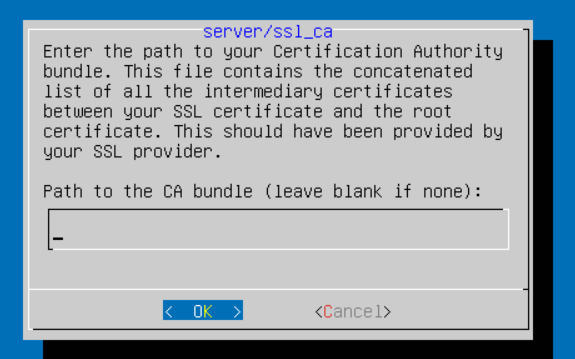 server/ssl_ca
Enter the path to your Certification Authority
bundle. This file contains the concatenated
list of all the intermediary certificates
between your SSL certificate and the root
certificate. This should have been provided by
your SSL provider.
Path to the CA bundle (leave blank if none):
_
< OK > <Cancel>